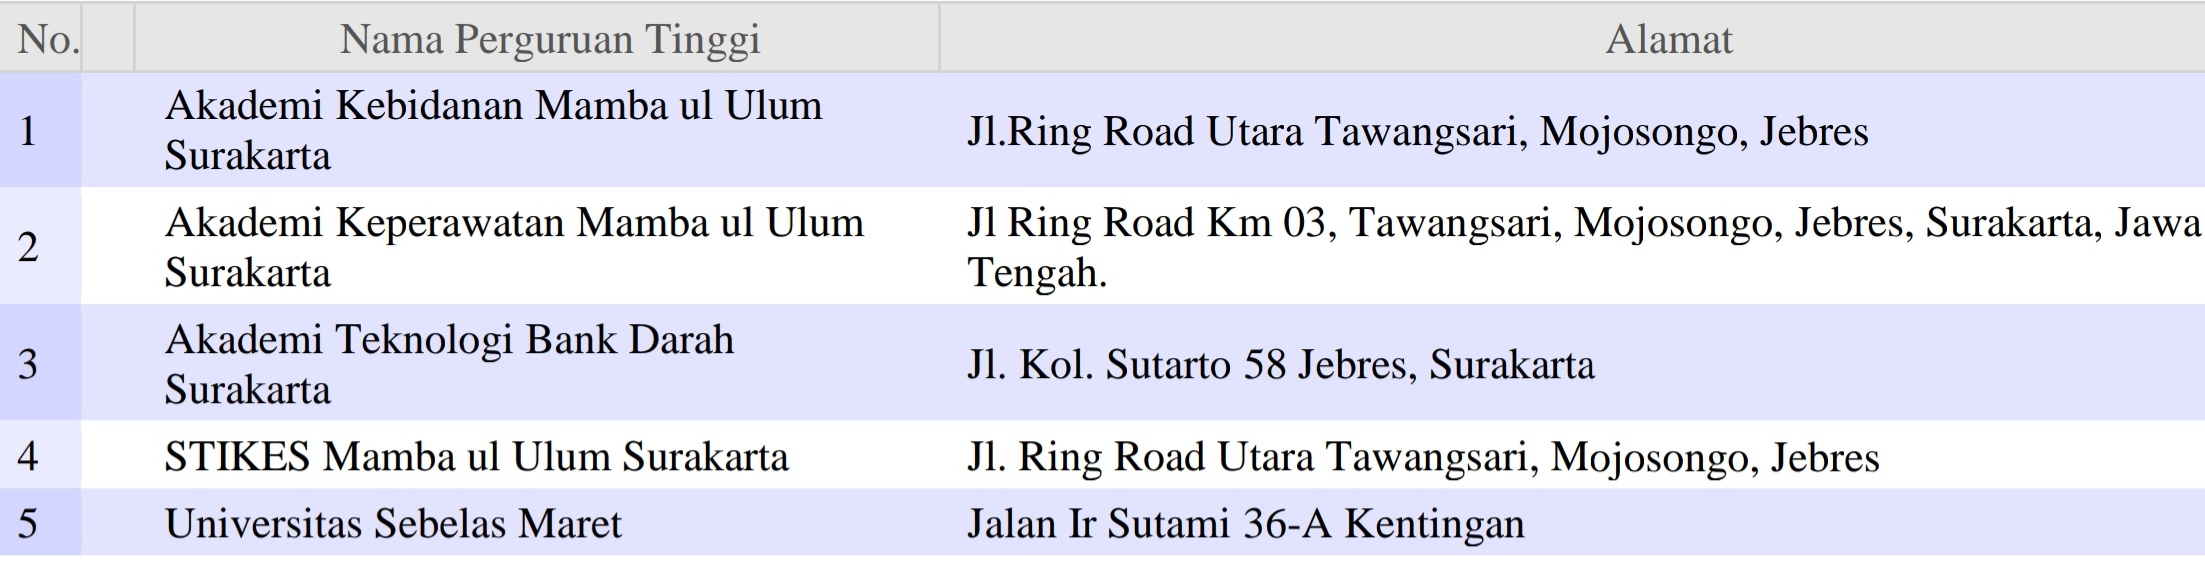 No. Nama Perguruan Tinggi Alamat
1 Akademi Kebidanan Mamba ul Ulum
Surakarta Jl.Ring Road Utara Tawangsari, Mojosongo, Jebres
2 Akademi Keperawatan Mamba ul Ulum
Surakarta Jl Ring Road Km 03, Tawangsari, Mojosongo, Jebres, Surakarta, Jawa
Tengah.
3 Akademi Teknologi Bank Darah
Surakarta Jl. Kol. Sutarto 58 Jebres, Surakarta
4 STIKES Mamba ul Ulum Surakarta Jl. Ring Road Utara Tawangsari, Mojosongo, Jebres
5 Universitas Sebelas Maret Jalan Ir Sutami 36-A Kentingan